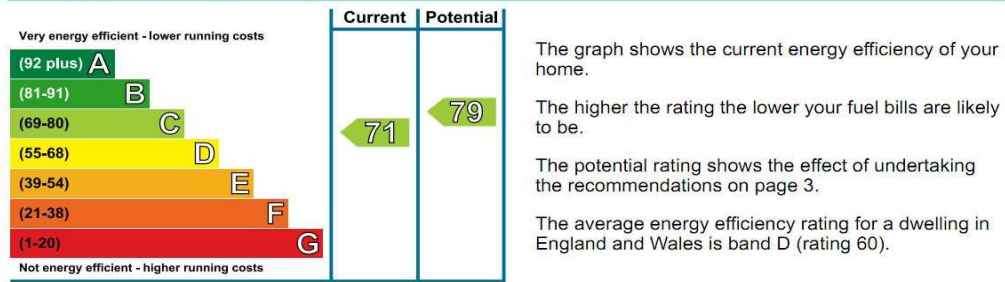 Current Potential
Very energy efficient - lower running costs
(92 plus) A
(81-91) B
(69-80) C
(55-68) D
(39-54) E
(21-38) F
(1-20) G
Not energy efficient - higher running costs
71
79
The graph shows the current energy efficiency of your
home.
The higher the rating the lower your fuel bills are likely
to be.
The potential rating shows the effect of undertaking
the recommendations on page 3.
The average energy efficiency rating for a dwelling in
England and Wales is band D (rating 60).